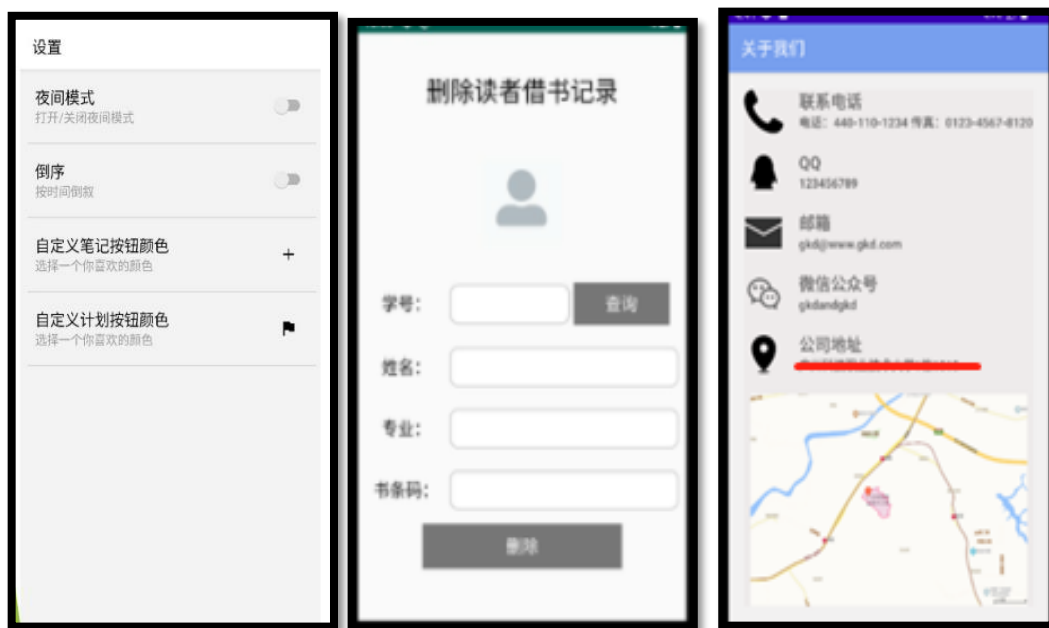 设置
夜间模式
打开/关闭夜间模式
倒序
按时间倒叙
自定义笔记按钮颜色
选择一个你喜欢的颜色
自定义计划按钮颜色
选择一个你喜欢的颜色
删除读者借书记录
学号：
查询
姓名：
专业：
书条码：
删除
关于我们
联系电话
电话：440-110-1234 传真：0123-4567-8120
QQ
123456789
邮箱
gkd@www.gkd.com
微信公众号
gkdandgkd
公司地址